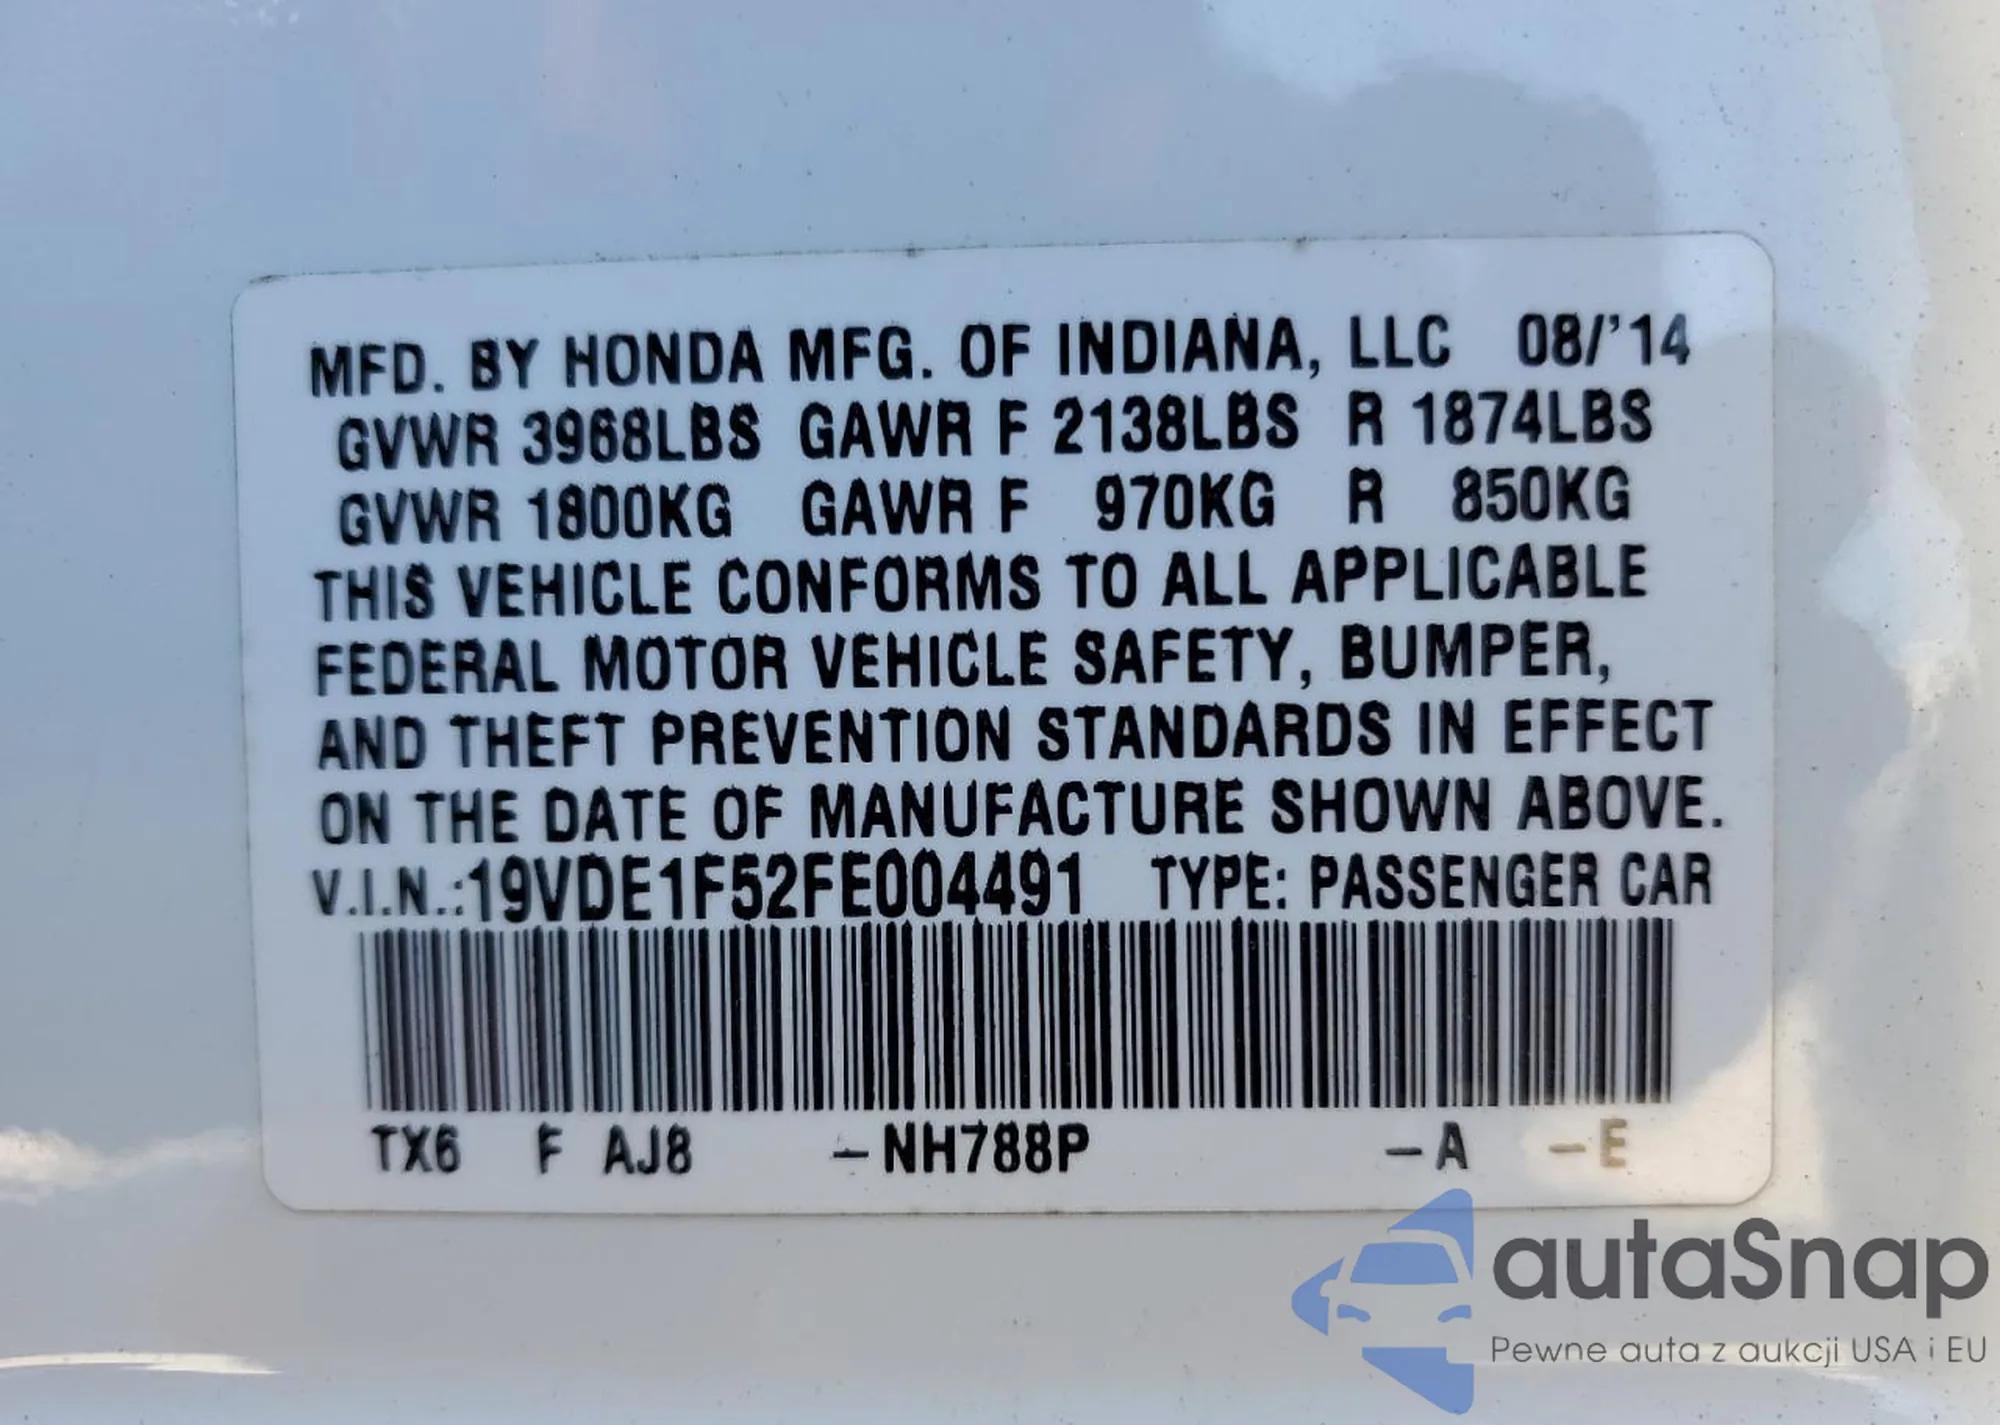 MFD. BY HONDA MFG. OF INDIANA, LLC 08/'14
GVWR 3968LBS GAWR F 2138LBS R 1874LBS
GVWR 1800KG GAWR F 970KG R 850KG
THIS VEHICLE CONFORMS TO ALL APPLICABLE
FEDERAL MOTOR VEHICLE SAFETY, BUMPER,
AND THEFT PREVENTION STANDARDS IN EFFECT
ON THE DATE OF MANUFACTURE SHOWN ABOVE.
V.I.N.:19VDE1F52FE004491 TYPE: PASSENGER CAR
TX6 F AJ8 -NH788P -A -E
autaSnap
Pewne auta z aukcji USA i EU